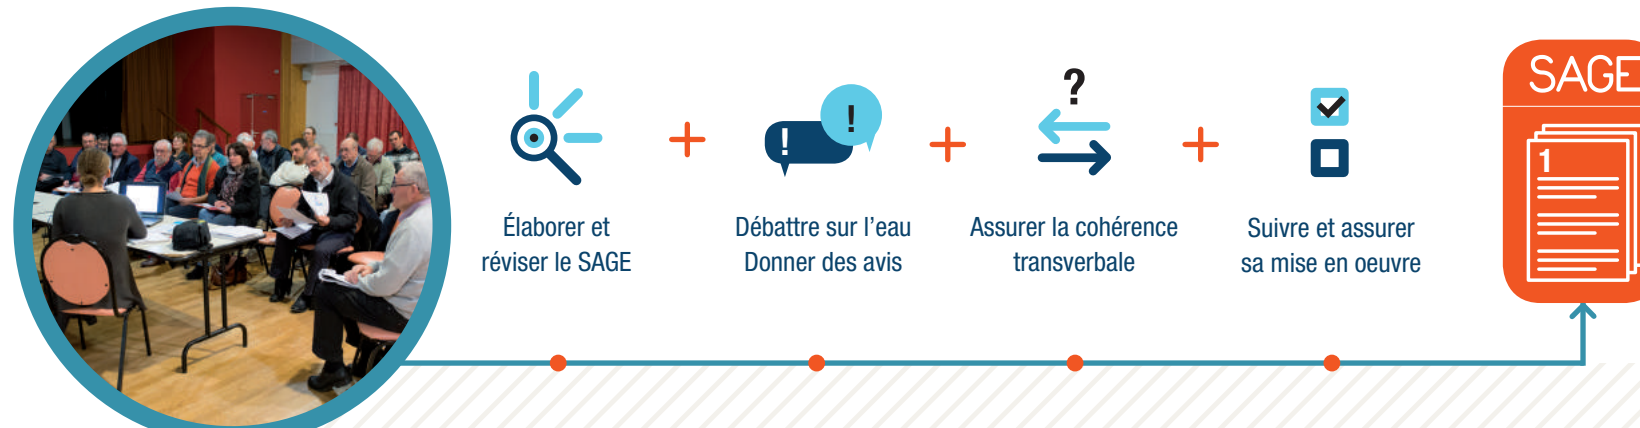 Élaborer et
réviser le SAGE
!
!
Débattre sur l'eau
Donner des avis
?
Assurer la cohérence
transverbale
Suivre et assurer
sa mise en oeuvre
SAGE
1